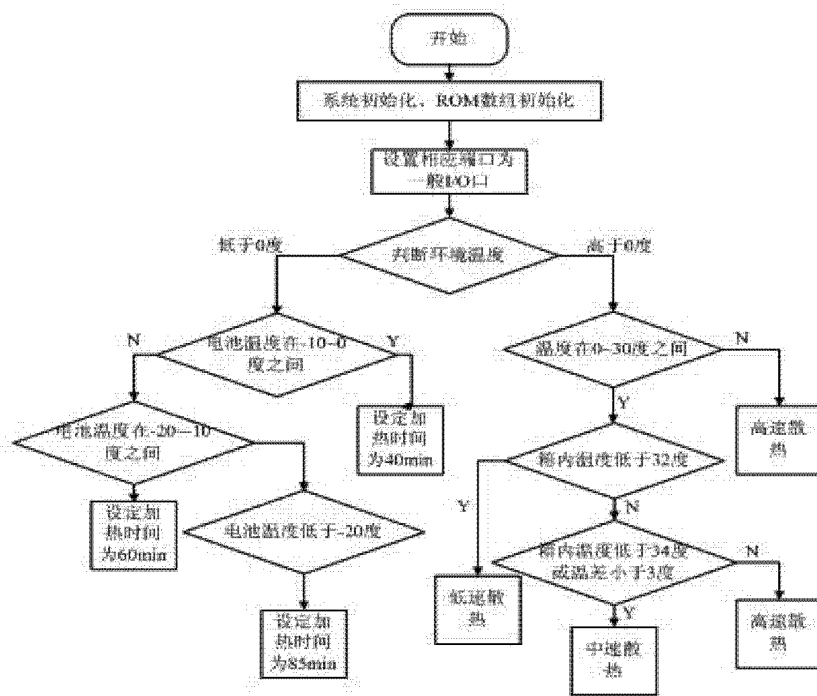 开始
系统初始化、ROM数组初始化
设置相应端口为
一般I/O口
低于0度
判断环境温度
高于0度
N
电池温度在-10~0
度之间
Y
温度在0~30度之间
N
电池温度在-20—10
度之间
设定加
热时间
为40min
Y
高速散
热
箱内温度低于32度
设定加
热时间
为60min
电池温度低于-20度
Y
N
箱内温度低于34度
或温差小于3度
N
设定加
热时间
为85min
低速散
热
Y
中速散
热
高速散
热